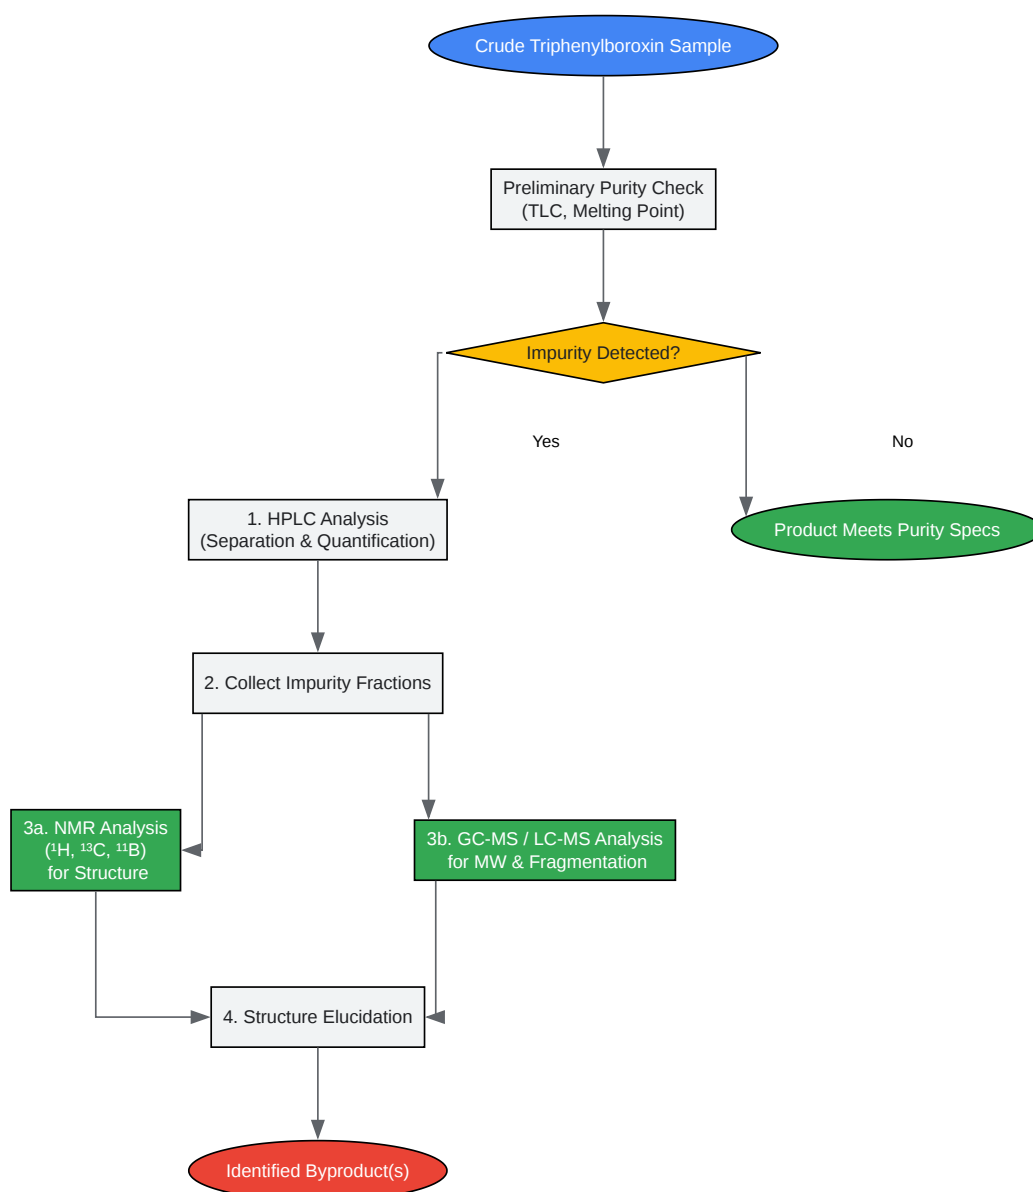 Crude Triphenylboroxin Sample
Preliminary Purity Check
(TLC, Melting Point)
Impurity Detected?
Yes
No
1. HPLC Analysis
(Separation & Quantification)
Product Meets Purity Specs
2. Collect Impurity Fractions
3a. NMR Analysis
(¹H, ¹³C, ¹¹B)
for Structure
3b. GC-MS / LC-MS Analysis
for MW & Fragmentation
4. Structure Elucidation
Identified Byproduct(s)